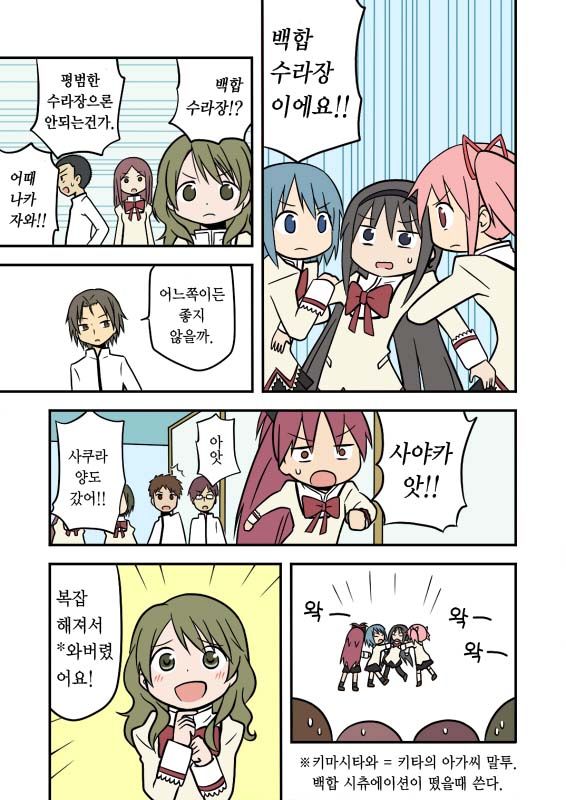 백합
수라장
이에요!!
백합
수라장!?
평범한
수라장으론
안되는건가.
어때
나카
자와!!
어느쪽이든
좋지
않을까.
사야카
앗!!
아
앗
사쿠라
양도
갔어!!
왁ー
왁ー
왁ー
※키마시타와 = 키타의 아가씨 말투.
백합 시츄에이션이 떴을때 쓴다.
복잡
해져서
*와버렸
어요!